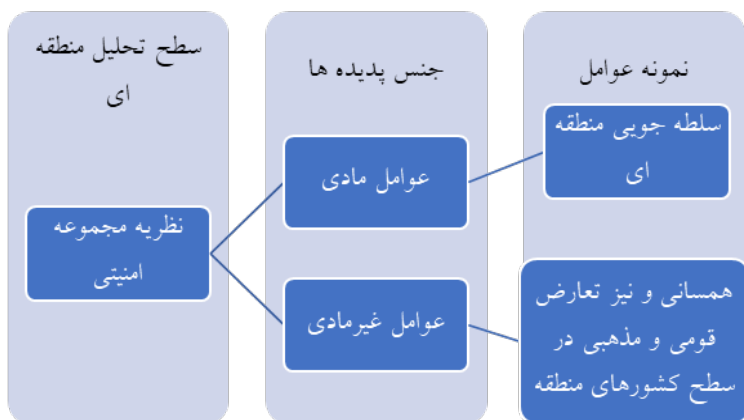 سطح تحلیل منطقه
ای
نظریه مجموعه
امنیتی
جنس پدیده ها
عوامل مادی
عوامل غیرمادی
نمونه عوامل
سلطه جویی منطقه
ای
همسانی و نیز تعارض
قومی و مذهبی در
سطح کشورهای منطقه